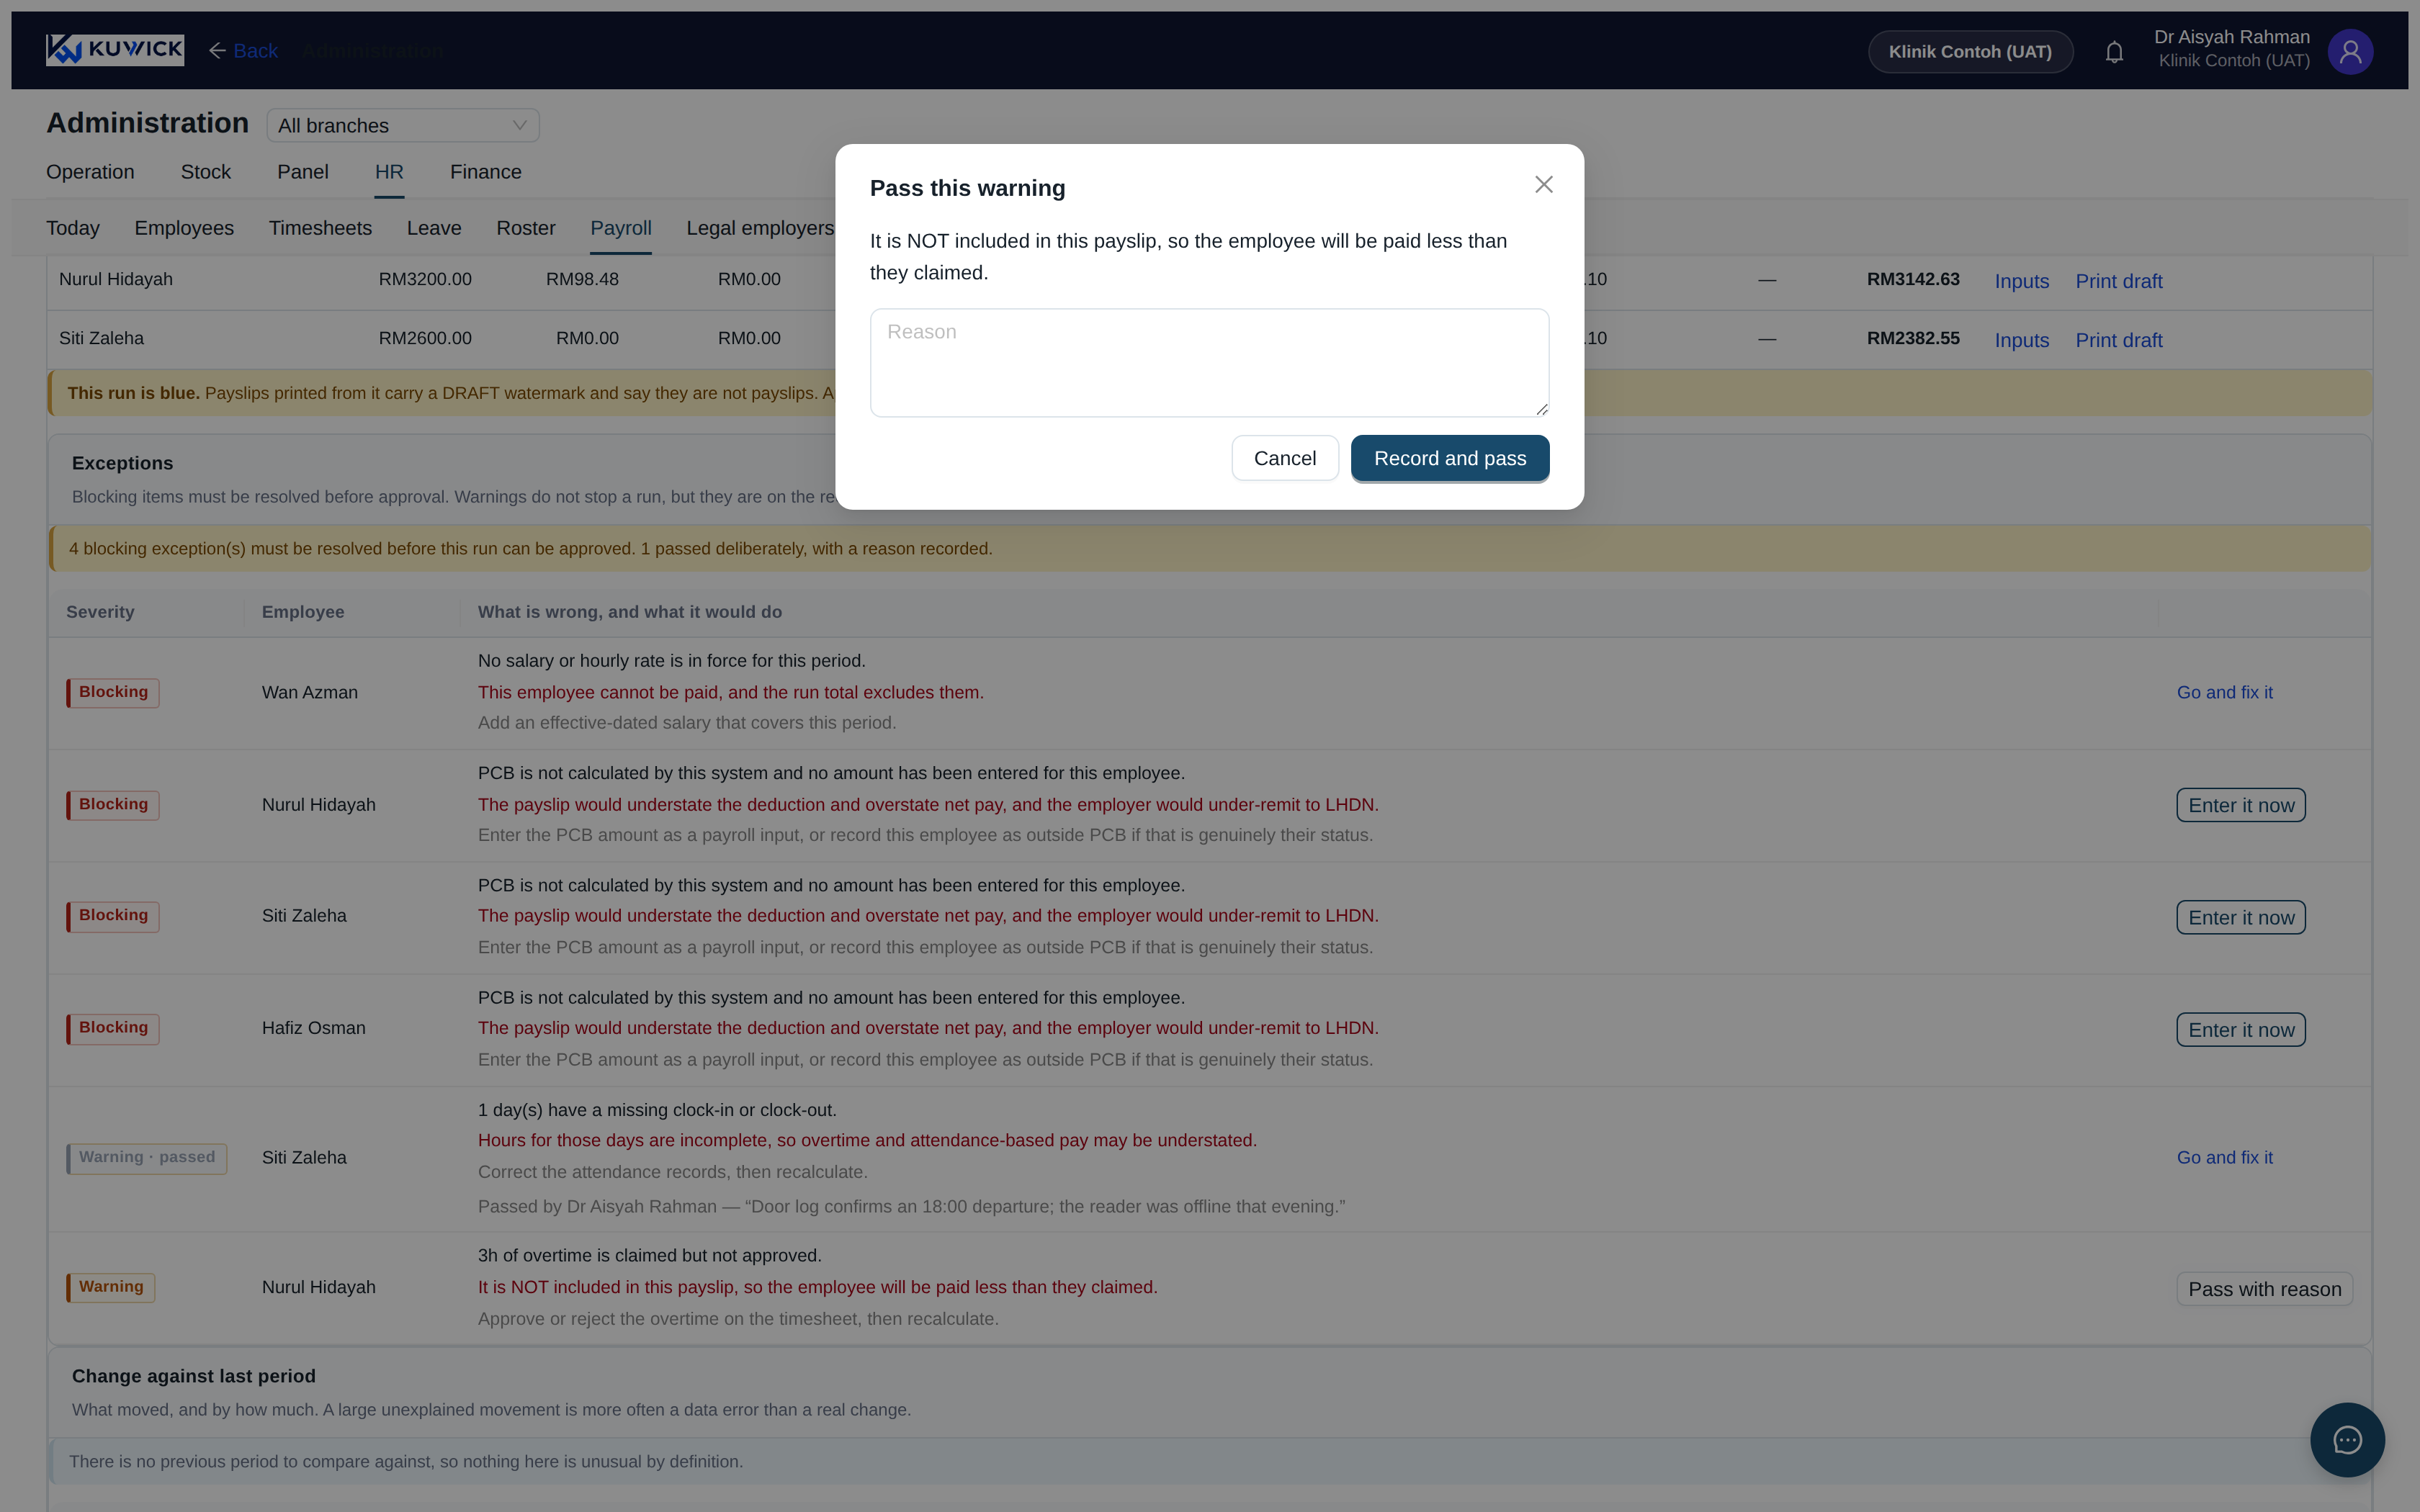 KUWICK
Back
Administration
Klinik Contoh (UAT)
Dr Aisyah Rahman
Klinik Contoh (UAT)
Administration
All branches
Operation Stock Panel HR Finance
Today Employees Timesheets Leave Roster Payroll Legal employers
Nurul Hidayah RM3200.00 RM98.48 RM0.00 .10 — RM3142.63 Inputs Print draft
Siti Zaleha RM2600.00 RM0.00 RM0.00 .10 — RM2382.55 Inputs Print draft
This run is blue. Payslips printed from it carry a DRAFT watermark and say they are not payslips. A
Pass this warning
It is NOT included in this payslip, so the employee will be paid less than
they claimed.
Reason
Cancel
Record and pass
Exceptions
Blocking items must be resolved before approval. Warnings do not stop a run, but they are on the re
4 blocking exception(s) must be resolved before this run can be approved. 1 passed deliberately, with a reason recorded.
Severity Employee What is wrong, and what it would do
No salary or hourly rate is in force for this period.
Blocking Wan Azman This employee cannot be paid, and the run total excludes them. Go and fix it
Add an effective-dated salary that covers this period.
PCB is not calculated by this system and no amount has been entered for this employee.
Blocking Nurul Hidayah The payslip would understate the deduction and overstate net pay, and the employer would under-remit to LHDN. Enter it now
Enter the PCB amount as a payroll input, or record this employee as outside PCB if that is genuinely their status.
PCB is not calculated by this system and no amount has been entered for this employee.
Blocking Siti Zaleha The payslip would understate the deduction and overstate net pay, and the employer would under-remit to LHDN. Enter it now
Enter the PCB amount as a payroll input, or record this employee as outside PCB if that is genuinely their status.
PCB is not calculated by this system and no amount has been entered for this employee.
Blocking Hafiz Osman The payslip would understate the deduction and overstate net pay, and the employer would under-remit to LHDN. Enter it now
Enter the PCB amount as a payroll input, or record this employee as outside PCB if that is genuinely their status.
1 day(s) have a missing clock-in or clock-out.
Hours for those days are incomplete, so overtime and attendance-based pay may be understated.
Warning · passed Siti Zaleha Go and fix it
Correct the attendance records, then recalculate.
Passed by Dr Aisyah Rahman — “Door log confirms an 18:00 departure; the reader was offline that evening.”
3h of overtime is claimed but not approved.
Warning Nurul Hidayah It is NOT included in this payslip, so the employee will be paid less than they claimed. Pass with reason
Approve or reject the overtime on the timesheet, then recalculate.
Change against last period
What moved, and by how much. A large unexplained movement is more often a data error than a real change.
There is no previous period to compare against, so nothing here is unusual by definition.